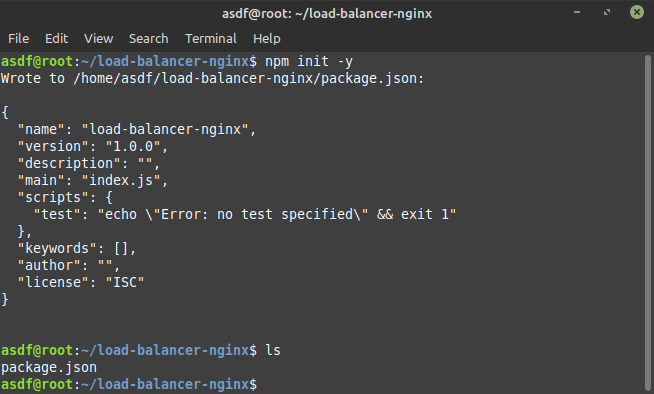 asdf@root: ~/load-balancer-nginx
File Edit View Search Terminal Help
asdf@root:~/load-balancer-nginx$ npm init -y
Wrote to /home/asdf/load-balancer-nginx/package.json:
{
  "name": "load-balancer-nginx",
  "version": "1.0.0",
  "description": "",
  "main": "index.js",
  "scripts": {
    "test": "echo \"Error: no test specified\" && exit 1"
  },
  "keywords": [],
  "author": "",
  "license": "ISC"
}
asdf@root:~/load-balancer-nginx$ ls
package.json
asdf@root:~/load-balancer-nginx$